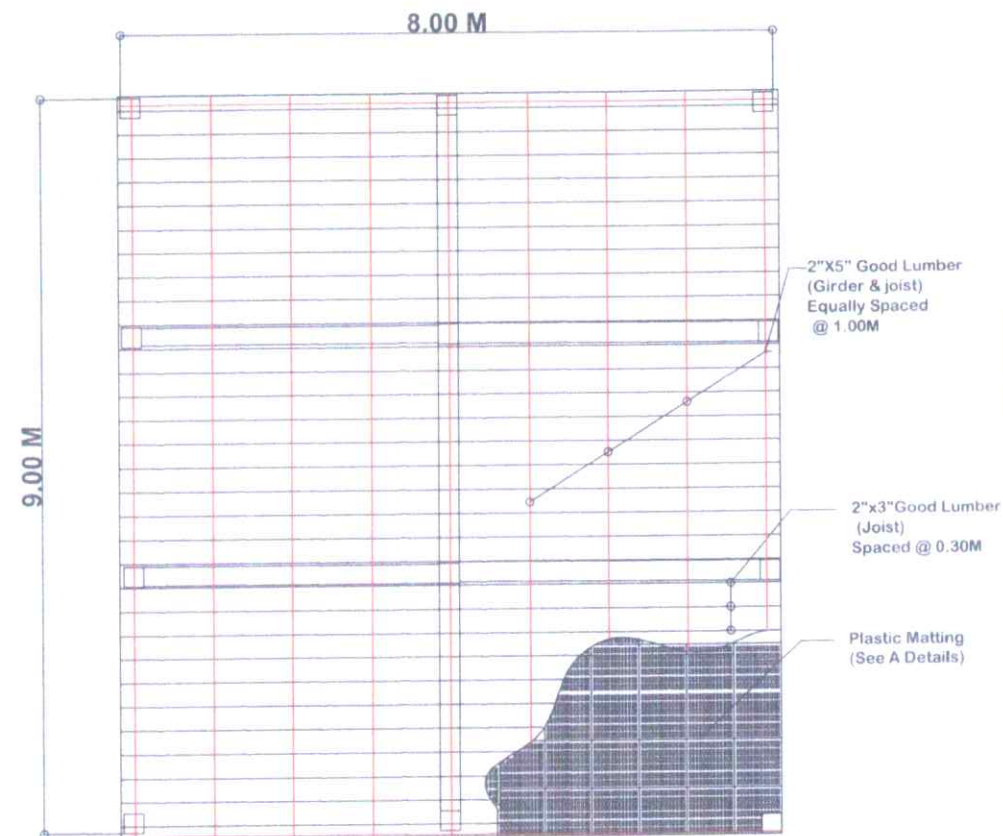 8.00 M
9.00 M
2"X5" Good Lumber
(Girder & joist)
Equally Spaced
@ 1.00M
2"x3"Good Lumber
(Joist)
Spaced @ 0.30M
Plastic Matting
(See A Details)